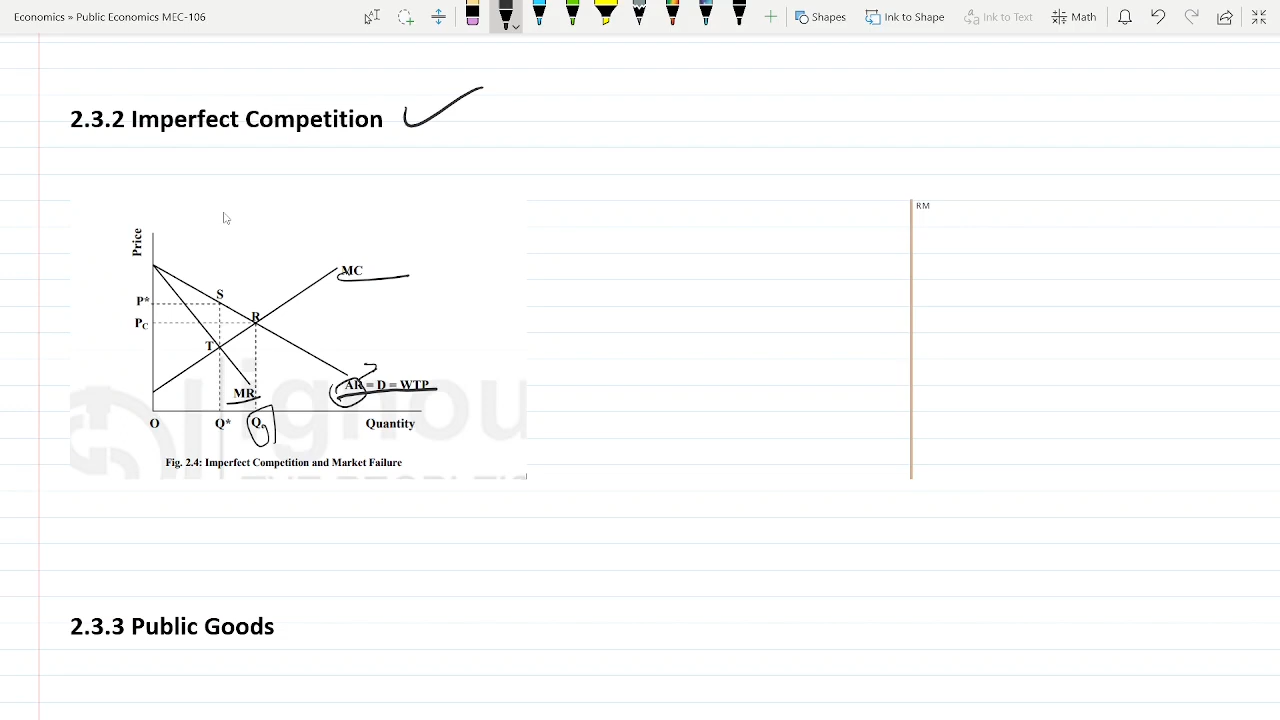 Economics » Public Economics MEC-106
Shapes
Ink to Shape
Ink to Text
Math
2.3.2 Imperfect Competition
RM
Price
MC
P*
S
PC
R
T
MR
AR = D = WTP
O
Q*
Quantity
ignou
Fig. 2.4: Imperfect Competition and Market Failure
2.3.3 Public Goods